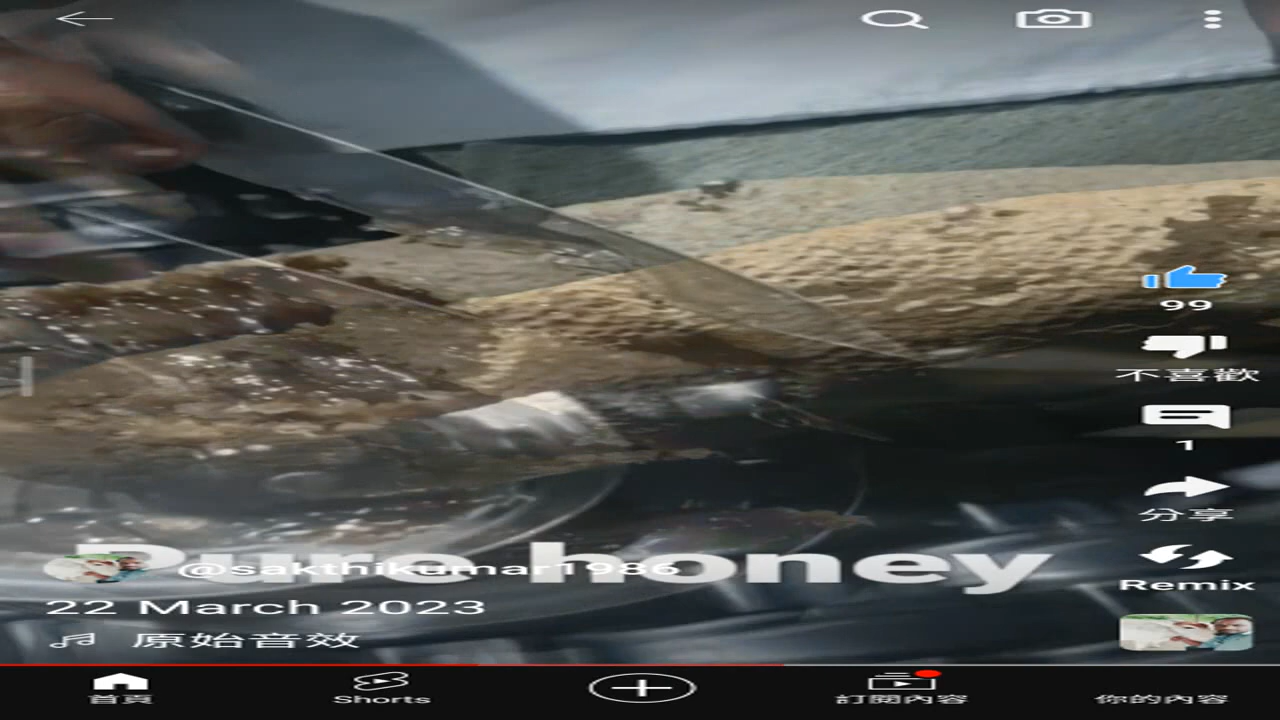 99
不喜歡
1
分享
Pure honey
@sakthikumar1986
Remix
22 March 2023
原始音效
首頁
Shorts
訂閱內容
你的內容